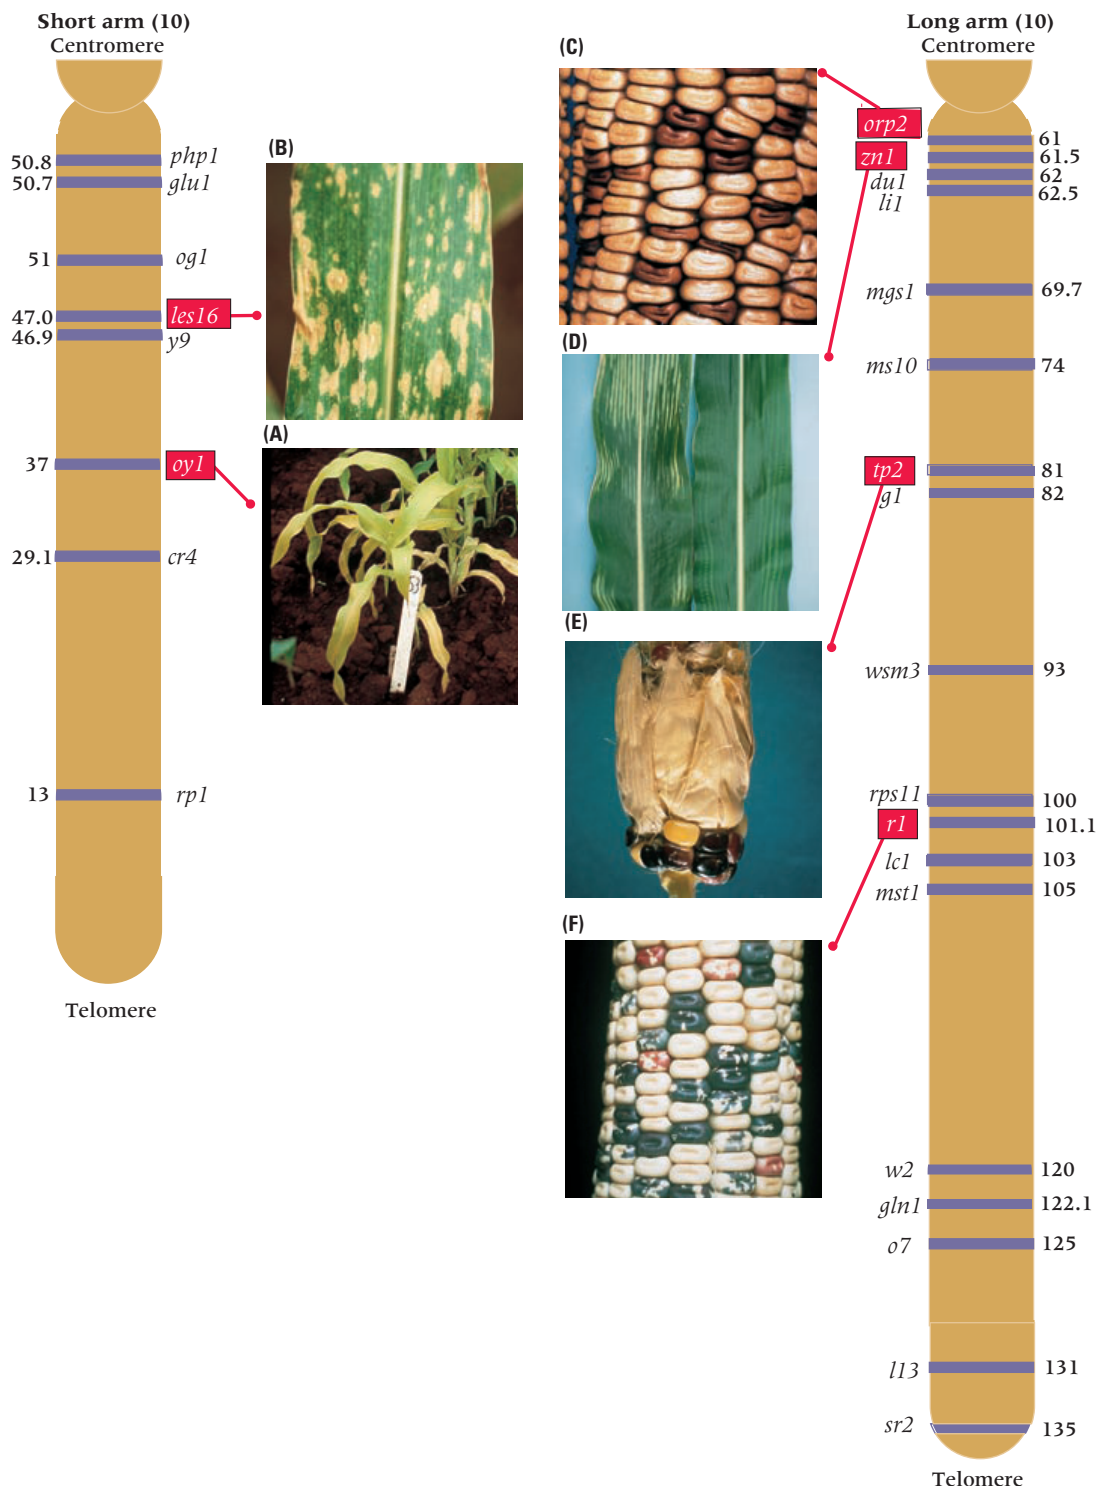 Short arm (10)
Centromere
50.8 php1
50.7 glu1
51 og1
47.0 les16
46.9 y9
37 oy1
29.1 cr4
13 rp1
Telomere
(B)
(A)
53
(C)
(D)
(E)
(F)
Long arm (10)
Centromere
orp2 61
zn1 61.5
du1 62
li1 62.5
mgs1 69.7
ms10 74
tp2 81
g1 82
wsm3 93
rps11 100
r1 101.1
lc1 103
mst1 105
w2 120
gln1 122.1
o7 125
l13 131
sr2 135
Telomere